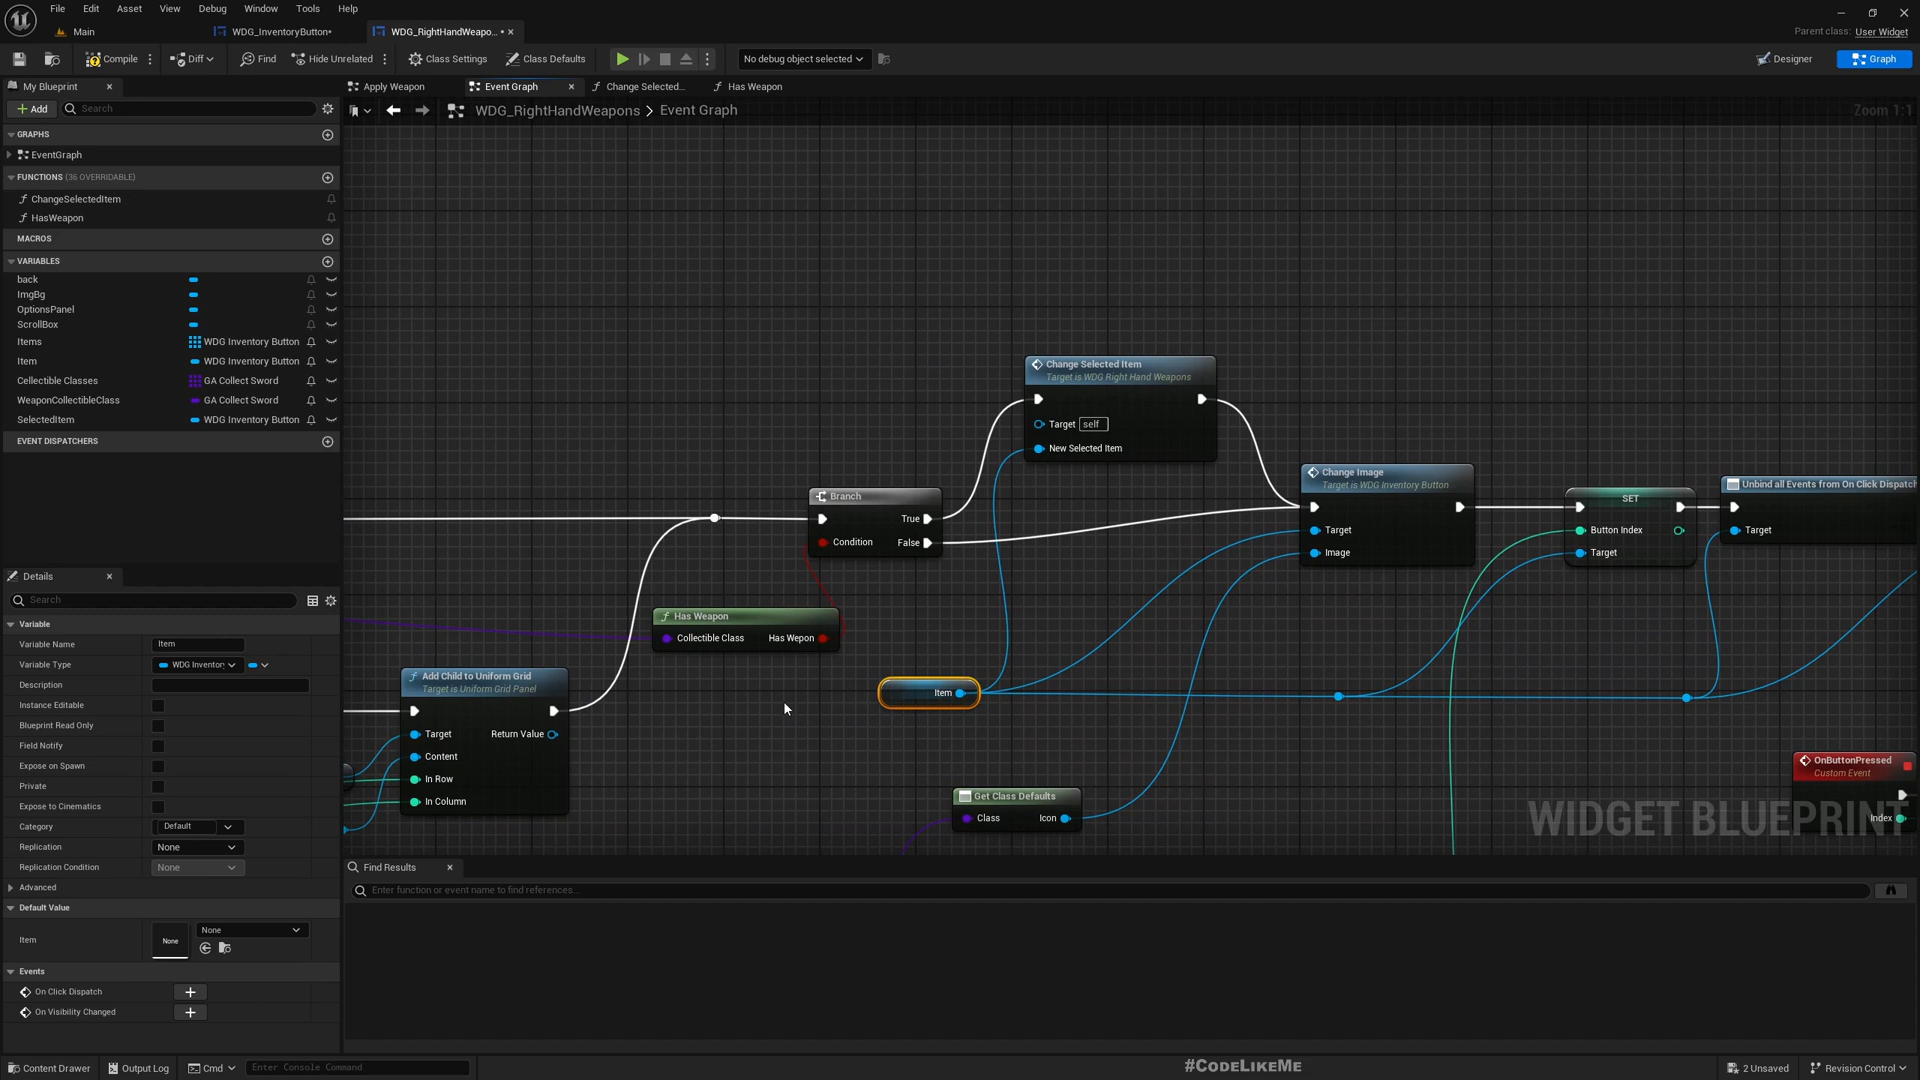 File Edit Asset View Debug Window Tools Help
Main
WDG_InventoryButton•
WDG_RightHandWeapo... •
Parent class: User Widget
Compile
Diff
Find
Hide Unrelated
Class Settings
Class Defaults
No debug object selected
Designer
Graph
My Blueprint
Apply Weapon
Event Graph
Change Selected...
Has Weapon
Add
Search
WDG_RightHandWeapons > Event Graph
Zoom 1:1
GRAPHS
EventGraph
FUNCTIONS (36 OVERRIDABLE)
ChangeSelectedItem
HasWeapon
MACROS
VARIABLES
back
ImgBg
OptionsPanel
ScrollBox
Items WDG Inventory Button
Item WDG Inventory Button
Cellectible Classes GA Collect Sword
WeaponCollectibleClass GA Collect Sword
SelectedItem WDG Inventory Button
EVENT DISPATCHERS
Change Selected Item
Target is WDG Right Hand Weapons
Target self
New Selected Item
Branch
True
Condition False
Change Image
Target is WDG Inventory Button
Target
Image
SET
Button Index
Target
Unbind all Events from On Click Dispatch
Target
Has Weapon
Collectible Class Has Wepon
Add Child to Uniform Grid
Target is Uniform Grid Panel
Target Return Value
Content
In Row
In Column
Item
Get Class Defaults
Class Icon
OnButtonPressed
Custom Event
Index
WIDGET BLUEPRINT
Details
Search
Variable
Variable Name Item
Variable Type WDG Inventory
Description
Instance Editable
Blueprint Read Only
Field Notify
Expose on Spawn
Private
Expose to Cinematics
Category Default
Replication None
Replication Condition None
Advanced
Default Value
Item None None
Events
On Click Dispatch
On Visibility Changed
Find Results
Enter function or event name to find references...
Content Drawer
Output Log
Cmd
Enter Console Command
#CODELIKEME
2 Unsaved
Revision Control